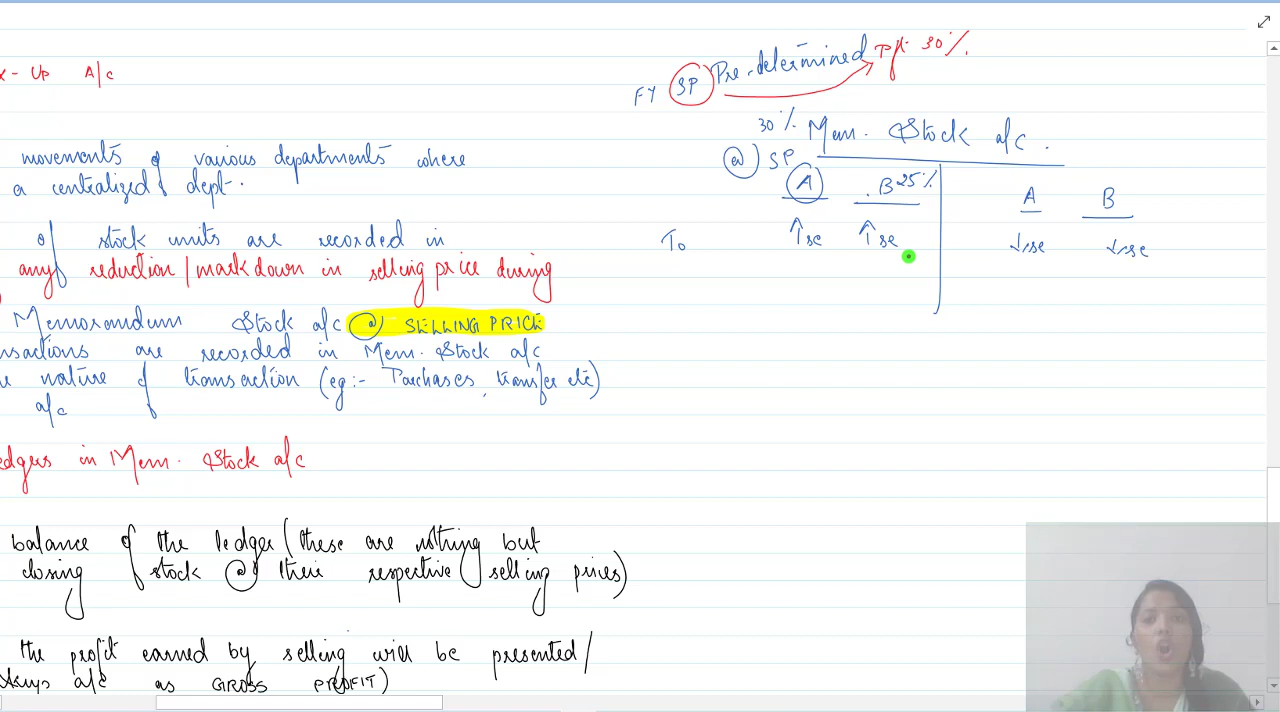 x - Up A/c
movements of various departments where
a centralized dept.
of stock units are recorded in
any reduction/markdown in selling price during
Memorandum Stock a/c @ SELLING PRICE
nsactions are recorded in Mem. Stock a/c
nature of transaction (eg:- Purchases, transfer etc)
a/c
edgers in Mem. Stock a/c
balance of the ledger (these are nothing but
closing stock @ their respective selling prices)
the profit earned by selling will be presented/
a/c as GROSS PROFIT)
FY SP Pre-determined Pft 30%
30% Mem. Stock a/c.
@ SP
A B 25% A B
To ↑se ↑se ↓se ↓se